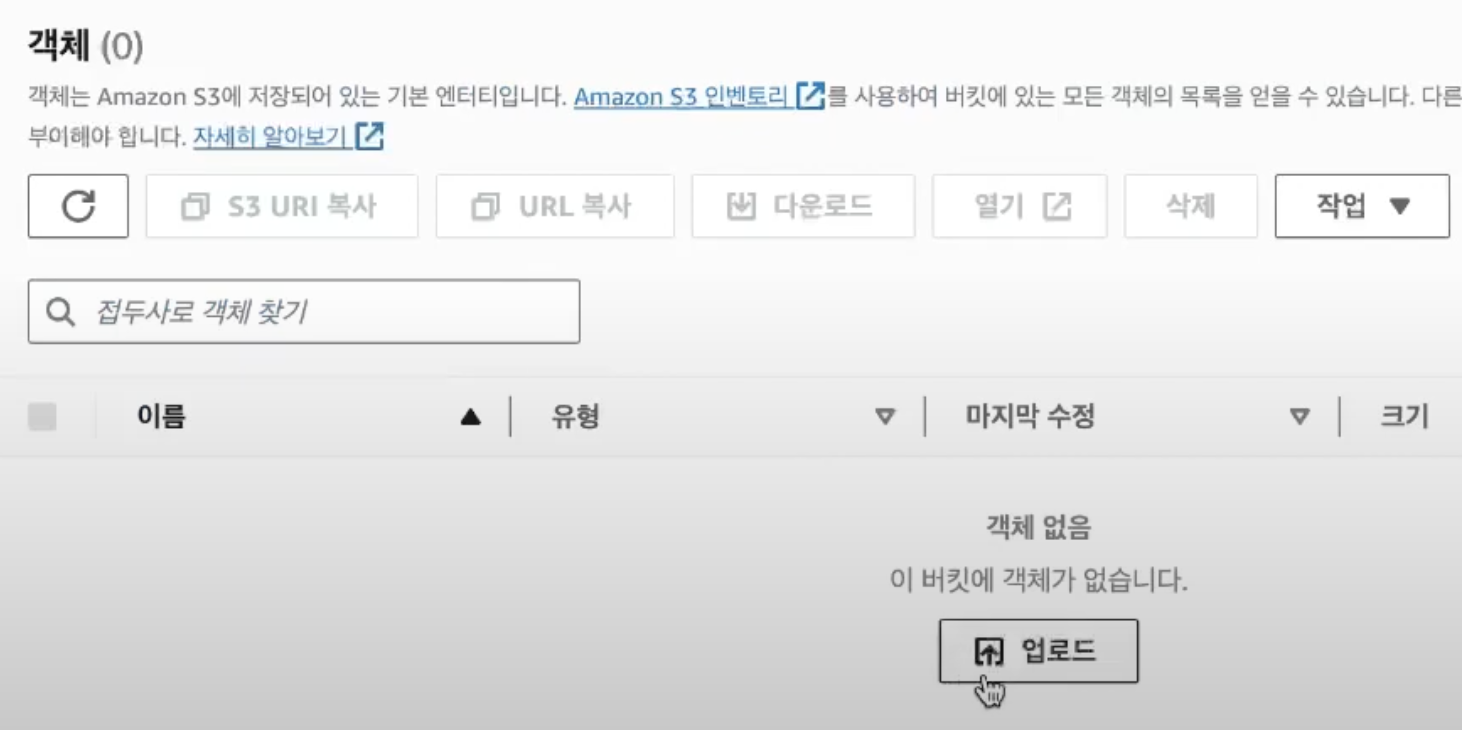 객체 (0)
객체는 Amazon S3에 저장되어 있는 기본 엔터티입니다. Amazon S3 인벤토리 를 사용하여 버킷에 있는 모든 객체의 목록을 얻을 수 있습니다. 다른
부여해야 합니다. 자세히 알아보기
S3 URI 복사 URL 복사 다운로드 열기 삭제 작업
접두사로 객체 찾기
이름 유형 마지막 수정 크기
객체 없음
이 버킷에 객체가 없습니다.
업로드